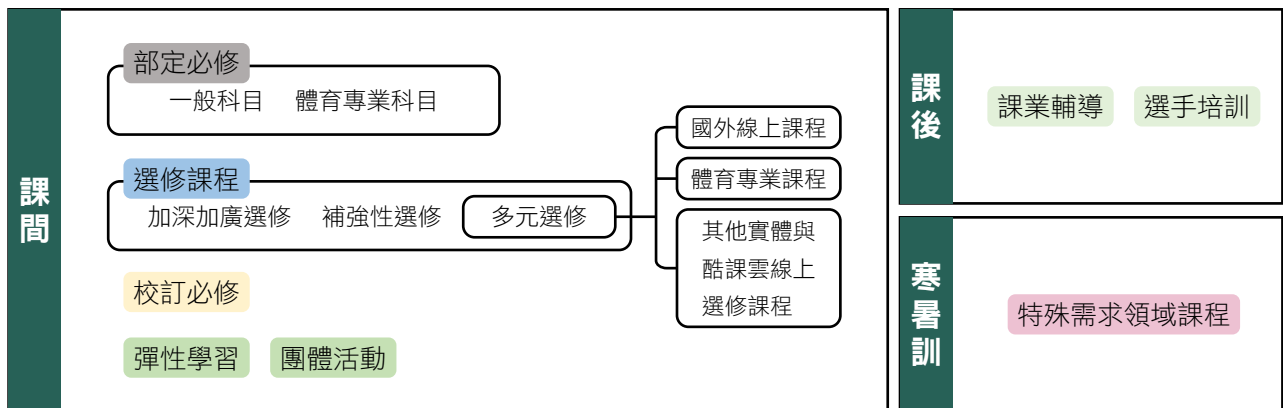 課間
部定必修
一般科目 體育專業科目
選修課程
加深加廣選修 補強性選修 多元選修
國外線上課程
體育專業課程
其他實體與
酷課雲線上
選修課程
校訂必修
彈性學習 團體活動
課後
課業輔導 選手培訓
寒暑訓
特殊需求領域課程